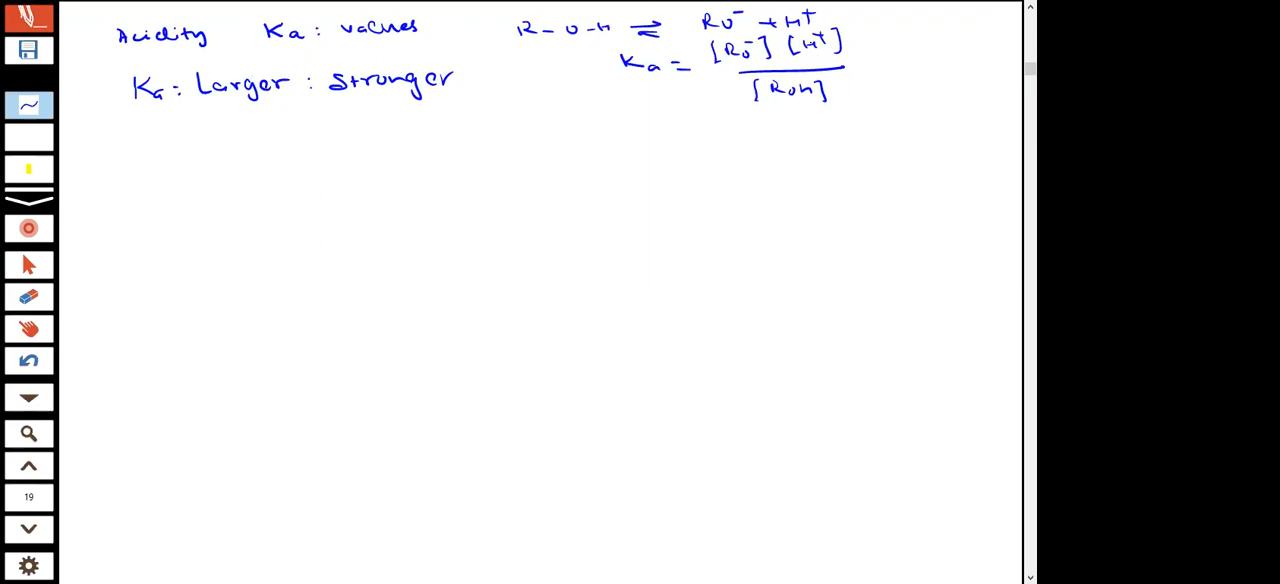 Acidity Ka : values R - O - H ⇌ RO⁻ + H⁺
Ka = [RO⁻] [H⁺] / [ROH]
Ka : Larger : stronger
19